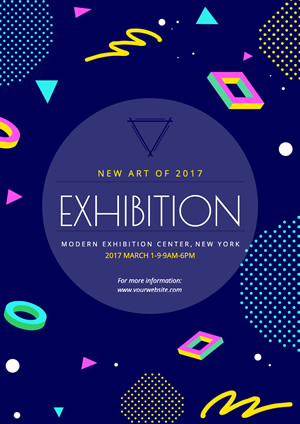 NEW ART OF 2017
EXHIBITION
MODERN EXHIBITION CENTER, NEW YORK
2017 MARCH 1-9·9AM-6PM
For more information:
www.yourwebsite.com